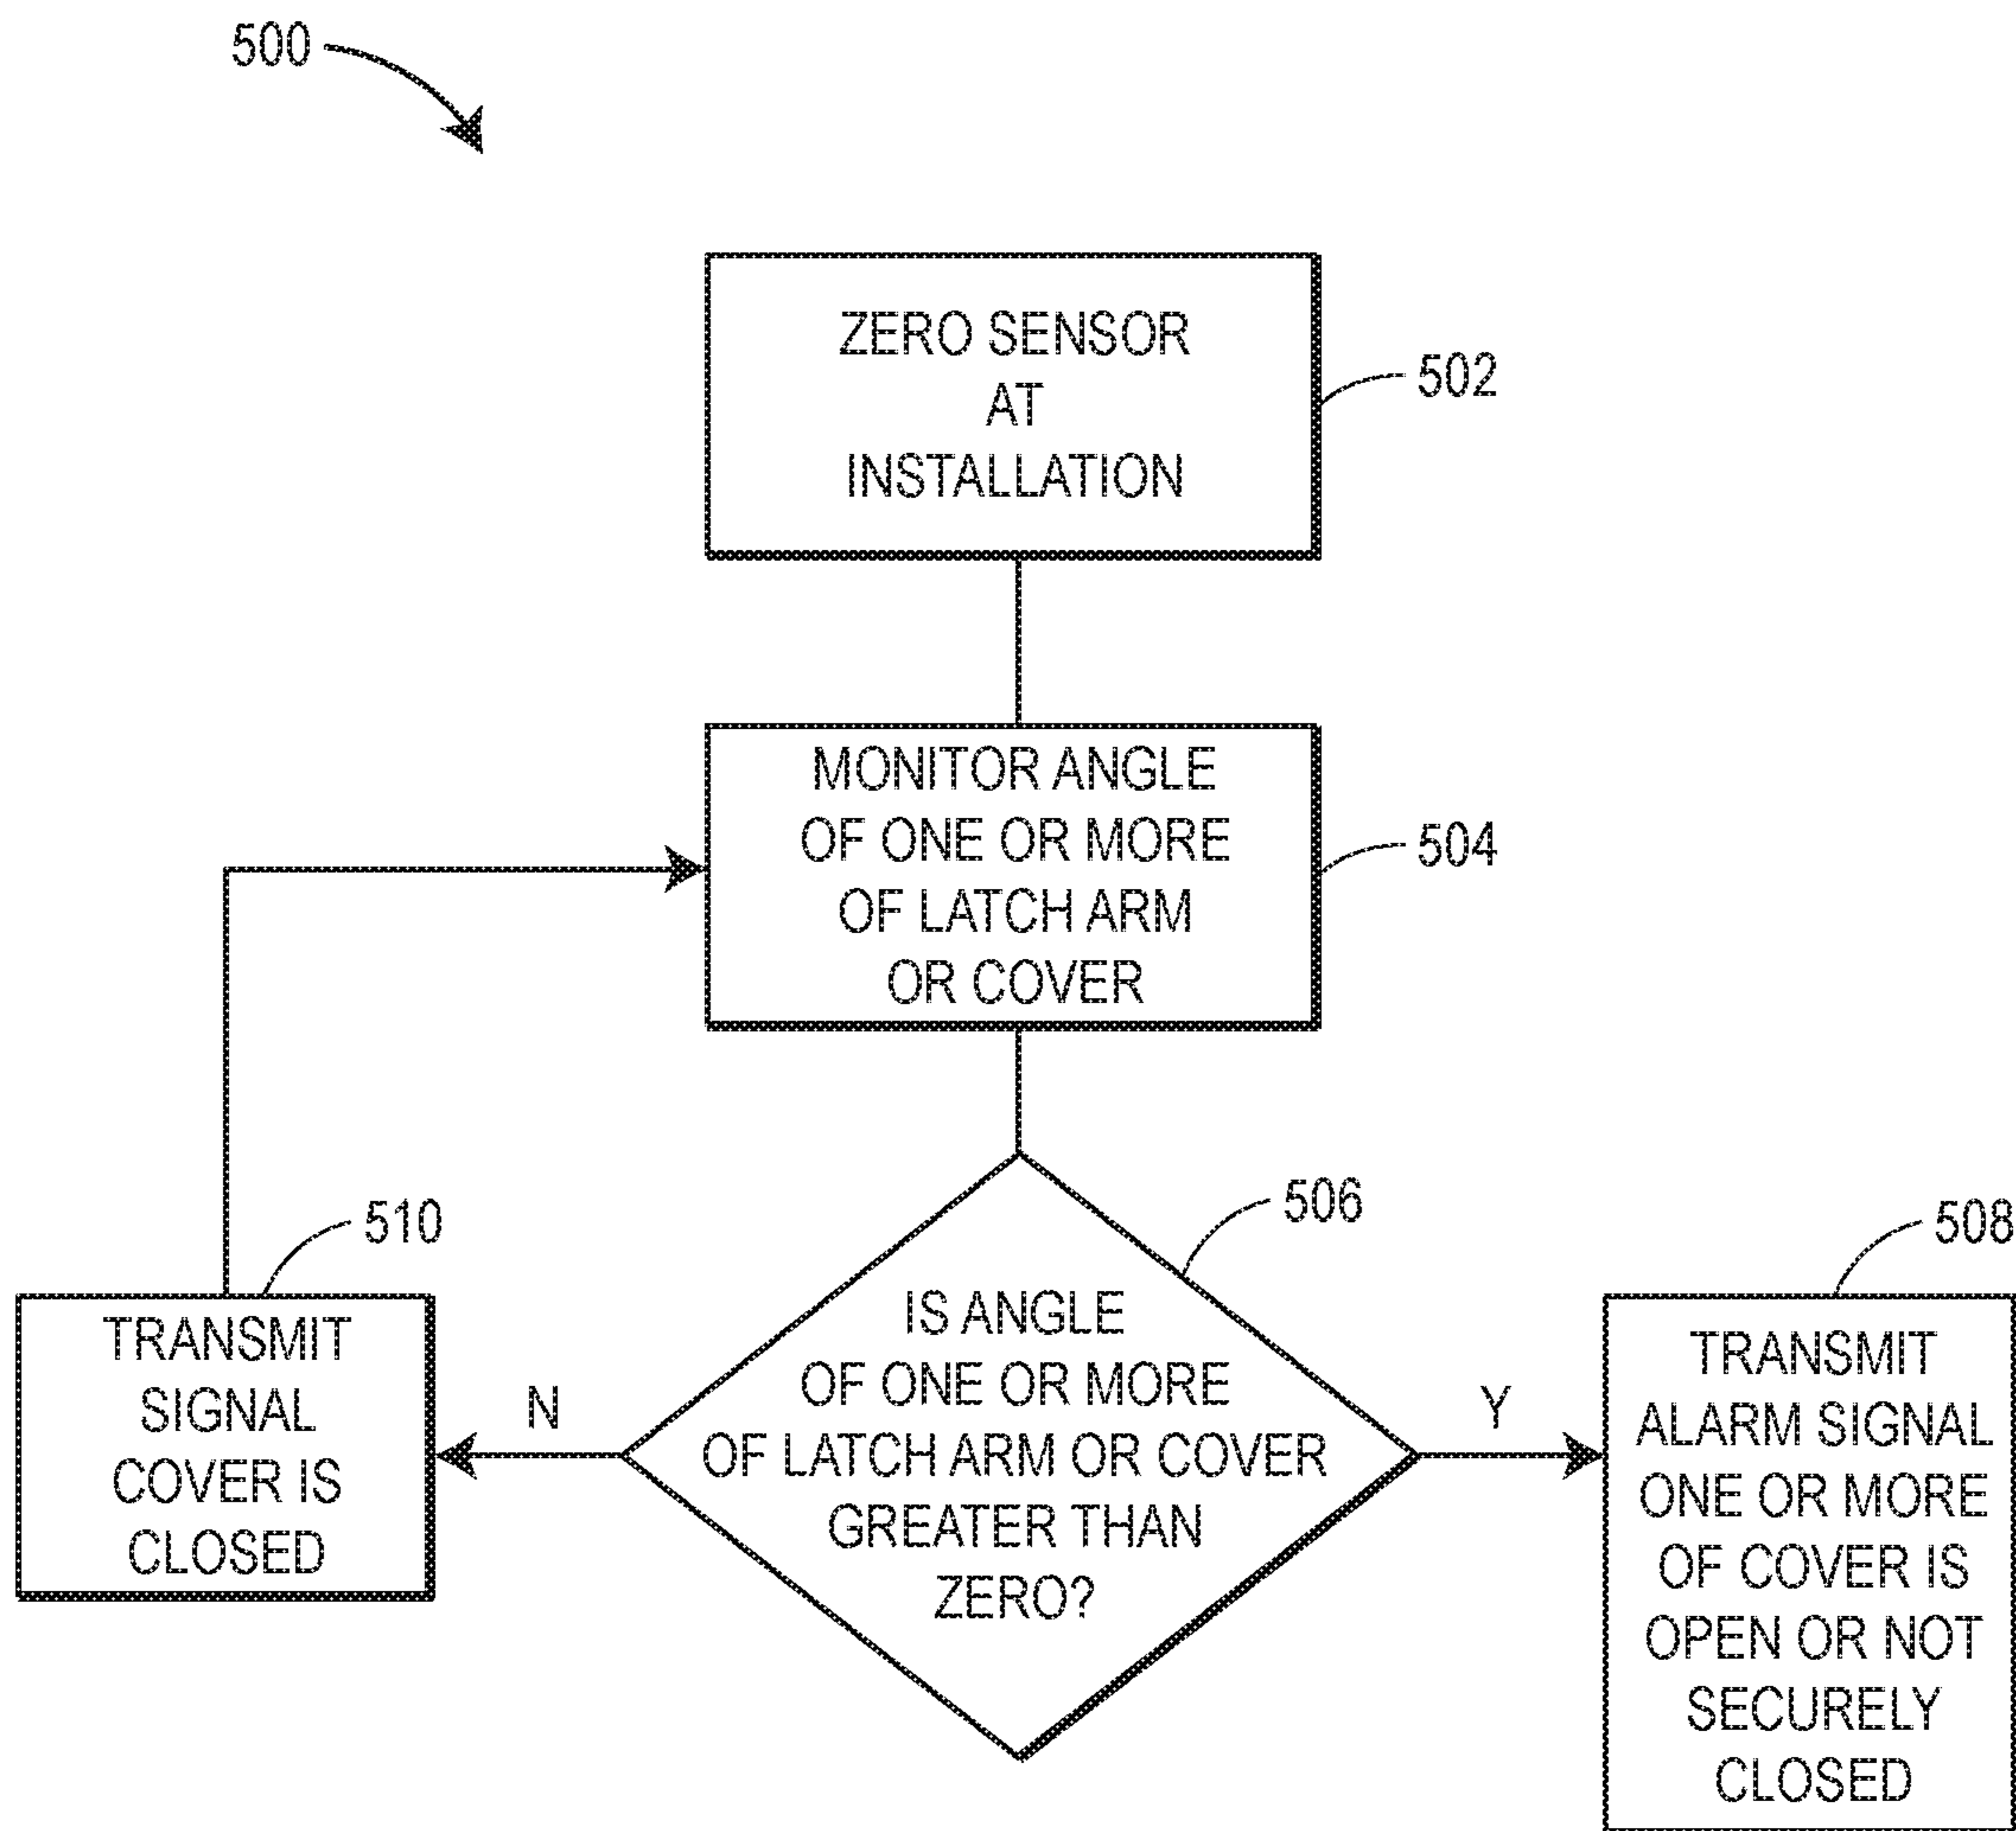 500
ZERO SENSOR
AT
INSTALLATION
502
MONITOR ANGLE
OF ONE OR MORE
OF LATCH ARM
OR COVER
504
506
IS ANGLE
OF ONE OR MORE
OF LATCH ARM OR COVER
GREATER THAN
ZERO?
N
Y
510
TRANSMIT
SIGNAL
COVER IS
CLOSED
508
TRANSMIT
ALARM SIGNAL
ONE OR MORE
OF COVER IS
OPEN OR NOT
SECURELY
CLOSED